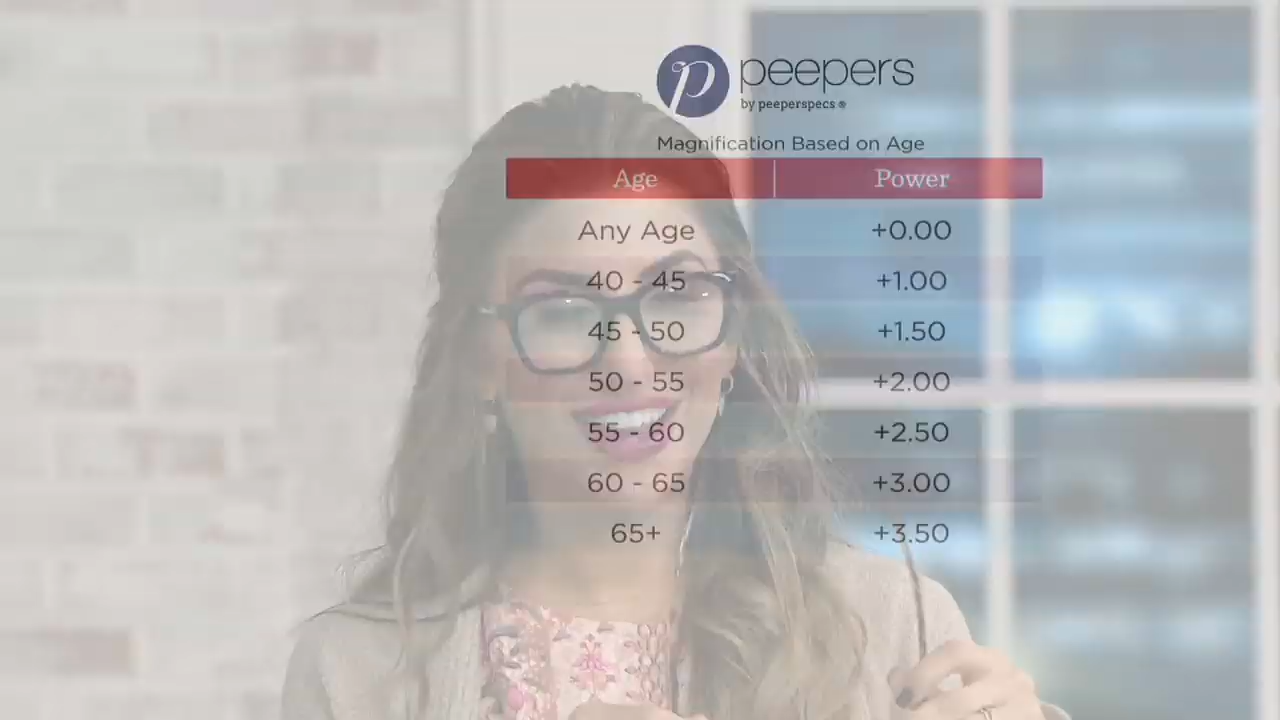 peepers
by peeperspecs ®
Magnification Based on Age
Age Power
Any Age +0.00
40 - 45 +1.00
45 - 50 +1.50
50 - 55 +2.00
55 - 60 +2.50
60 - 65 +3.00
65+ +3.50